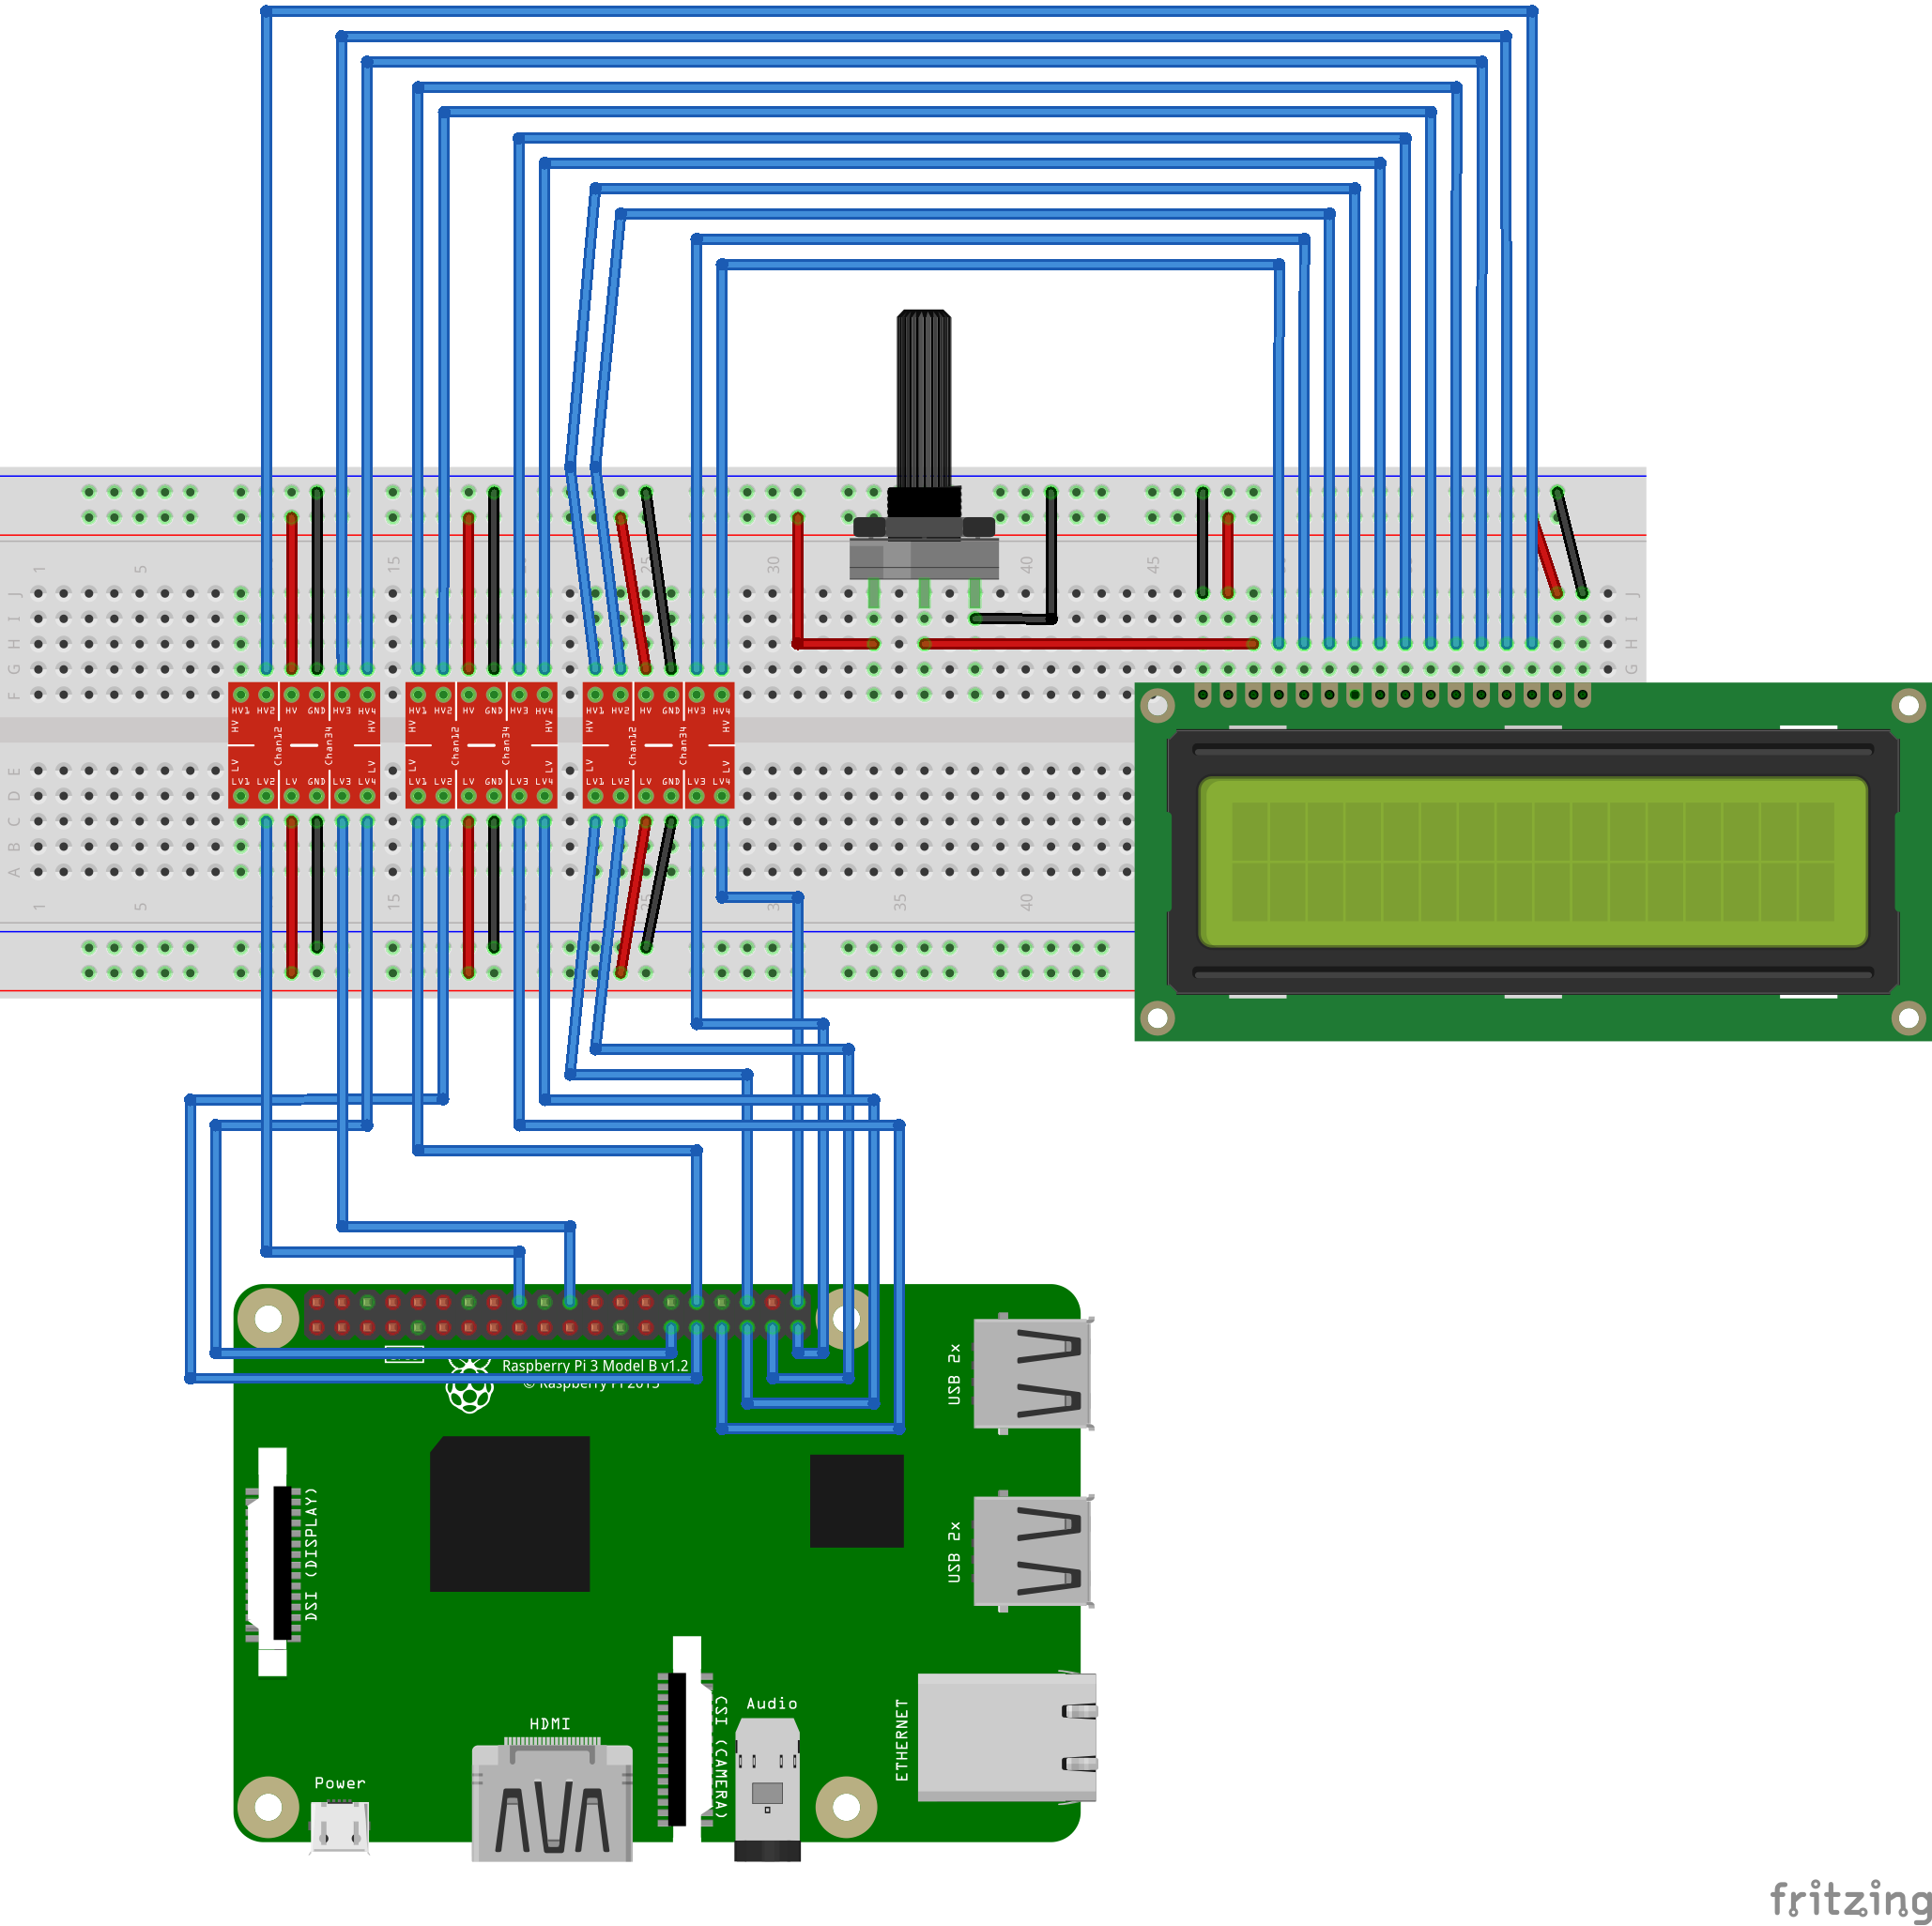 1 5 15 25 30 40 45
J J
I I
H H
G G
F
HV1 HV2 HV GND HV3 HV4 HV1 HV2 HV GND HV3 HV4 HV1 HV2 HV GND HV3 HV4
HV Chan12 Chan34 HV HV Chan12 Chan34 HV HV Chan12 Chan34 HV
LV LV LV LV LV LV
LV1 LV2 LV GND LV3 LV4 LV1 LV2 LV GND LV3 LV4 LV1 LV2 LV GND LV3 LV4
E
D
C
B
A
1 5 15 25 35 40
Raspberry Pi 3 Model B v1.2
© Raspberry Pi 2015
USB 2x
USB 2x
DSI (DISPLAY)
CSI (CAMERA)
ETHERNET
Audio
HDMI
Power
fritzing